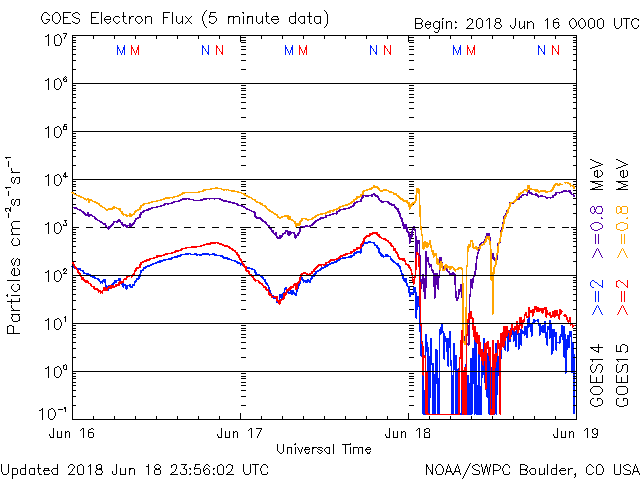 GOES Electron Flux (5 minute data)
Begin: 2018 Jun 16 0000 UTC
10⁷
M M N N M M N N M M N N
10⁶
10⁵
10⁴
10³
10²
10¹
10⁰
10⁻¹
Particles cm⁻²s⁻¹sr⁻¹
Jun 16 Jun 17 Jun 18 Jun 19
Universal Time
GOES14 >=2 >=0.8 MeV
GOES15 >=2 >=0.8 MeV
Updated 2018 Jun 18 23:56:02 UTC
NOAA/SWPC Boulder, CO USA